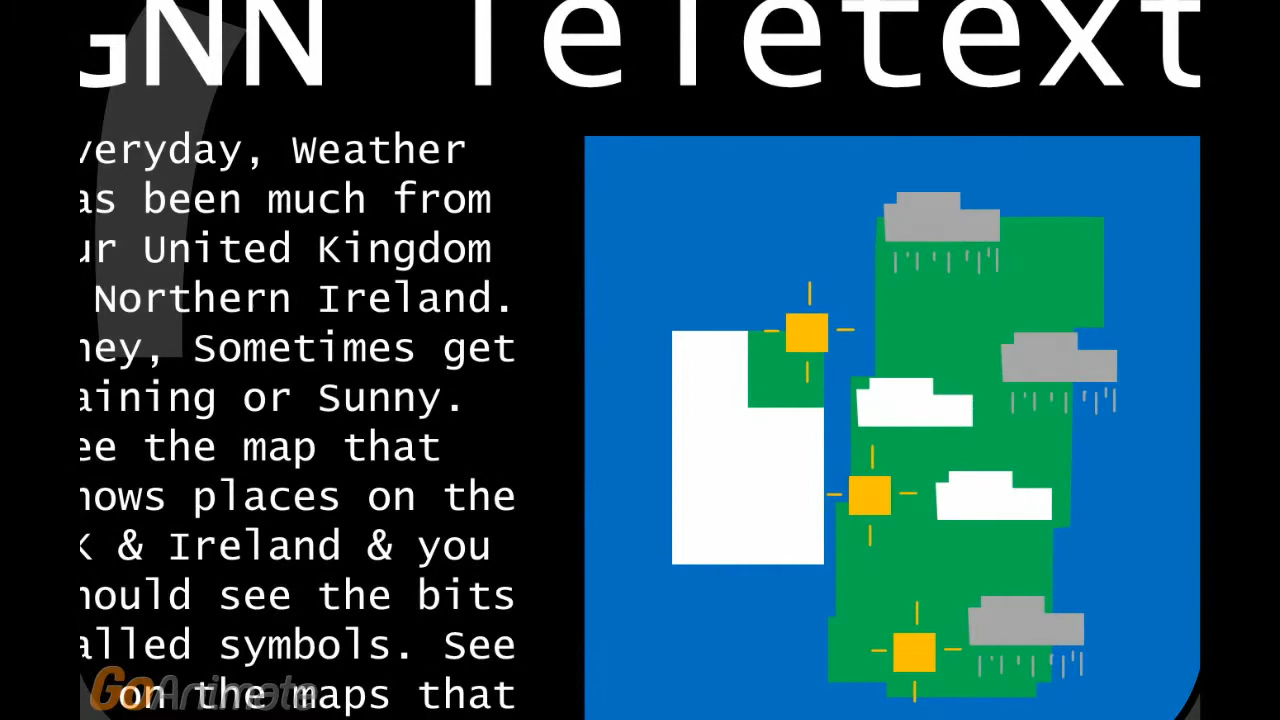 GNN Teletext
veryday, Weather
as been much from
ur United Kingdom
Northern Ireland.
hey, Sometimes get
aining or Sunny.
ee the map that
hows places on the
K & Ireland & you
hould see the bits
alled symbols. See
on the maps that
GoAnimate